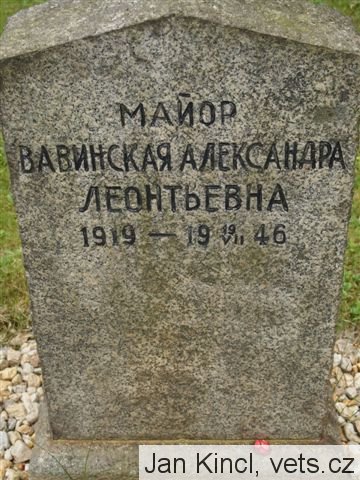 МАЙОР
ВАВИНСКАЯ АЛЕКСАНДРА
ЛЕОНТЬЕВНА
1919 — 19 19/VII 46
Jan Kincl, vets.cz